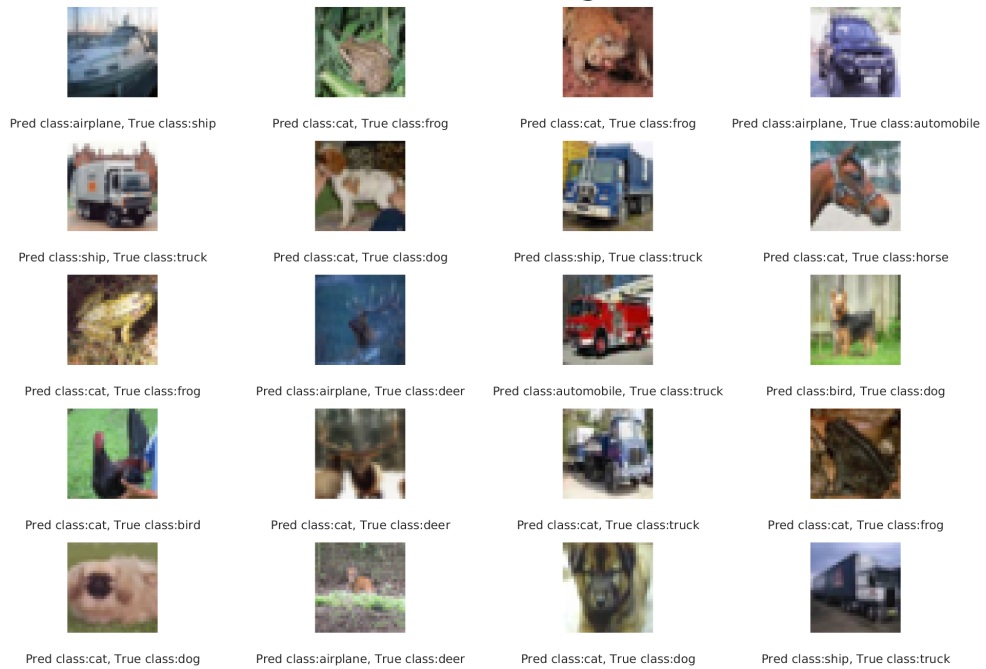 Pred class:airplane, True class:ship
Pred class:cat, True class:frog
Pred class:cat, True class:frog
Pred class:airplane, True class:automobile
Pred class:ship, True class:truck
Pred class:cat, True class:dog
Pred class:ship, True class:truck
Pred class:cat, True class:horse
Pred class:cat, True class:frog
Pred class:airplane, True class:deer
Pred class:automobile, True class:truck
Pred class:bird, True class:dog
Pred class:cat, True class:bird
Pred class:cat, True class:deer
Pred class:cat, True class:truck
Pred class:cat, True class:frog
Pred class:cat, True class:dog
Pred class:airplane, True class:deer
Pred class:cat, True class:dog
Pred class:ship, True class:truck